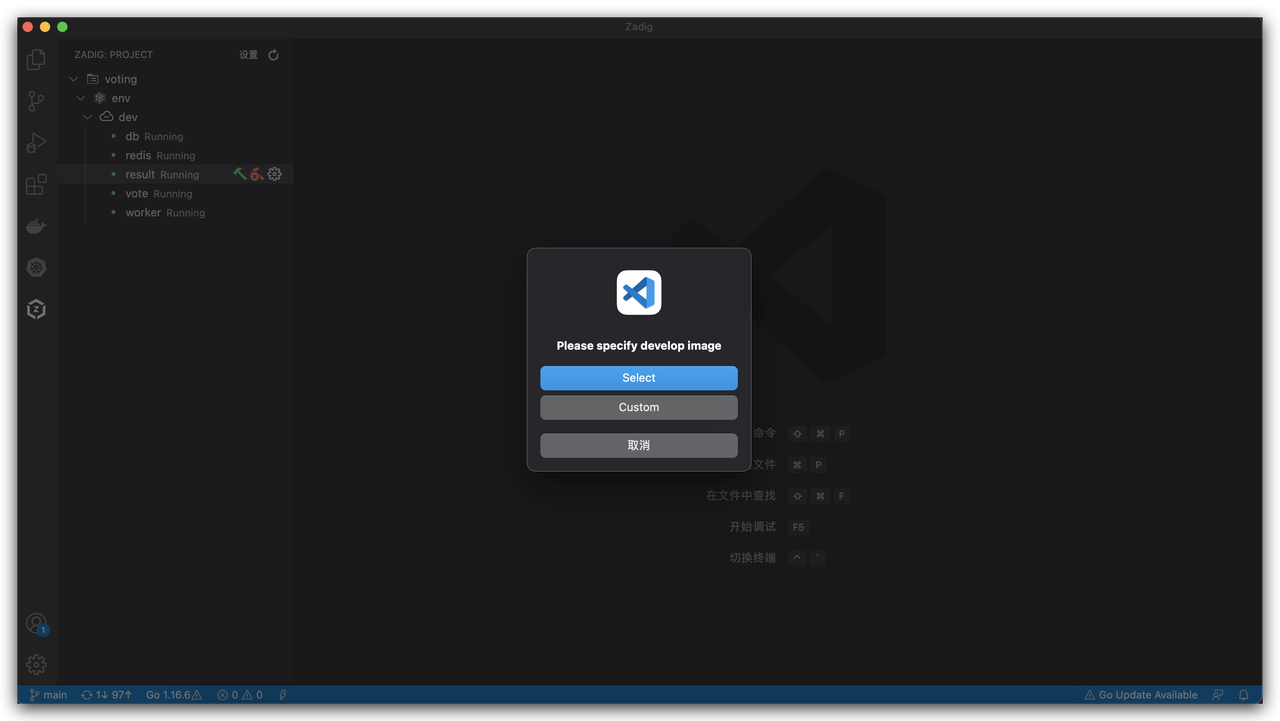 Zadig
ZADIG: PROJECT 设置
voting
env
dev
db Running
redis Running
result Running
vote Running
worker Running
Please specify develop image
Select
Custom
取消
命令 ⇧ ⌘ P
文件 ⌘ P
在文件中查找 ⇧ ⌘ F
开始调试 F5
切换终端 ^ `
1
main 1↓ 97↑ Go 1.16.6 0 0 Go Update Available